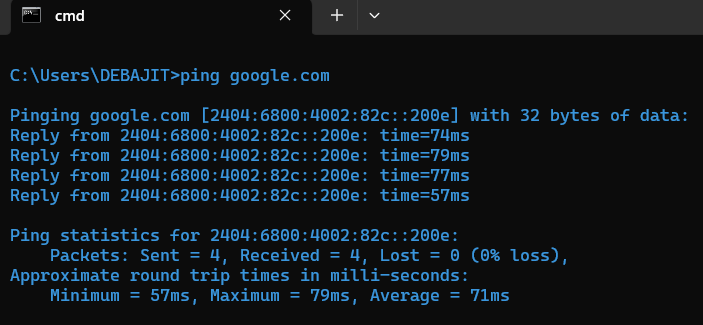 cmd
C:\Users\DEBAJIT>ping google.com
Pinging google.com [2404:6800:4002:82c::200e] with 32 bytes of data:
Reply from 2404:6800:4002:82c::200e: time=74ms
Reply from 2404:6800:4002:82c::200e: time=79ms
Reply from 2404:6800:4002:82c::200e: time=77ms
Reply from 2404:6800:4002:82c::200e: time=57ms
Ping statistics for 2404:6800:4002:82c::200e:
    Packets: Sent = 4, Received = 4, Lost = 0 (0% loss),
Approximate round trip times in milli-seconds:
    Minimum = 57ms, Maximum = 79ms, Average = 71ms